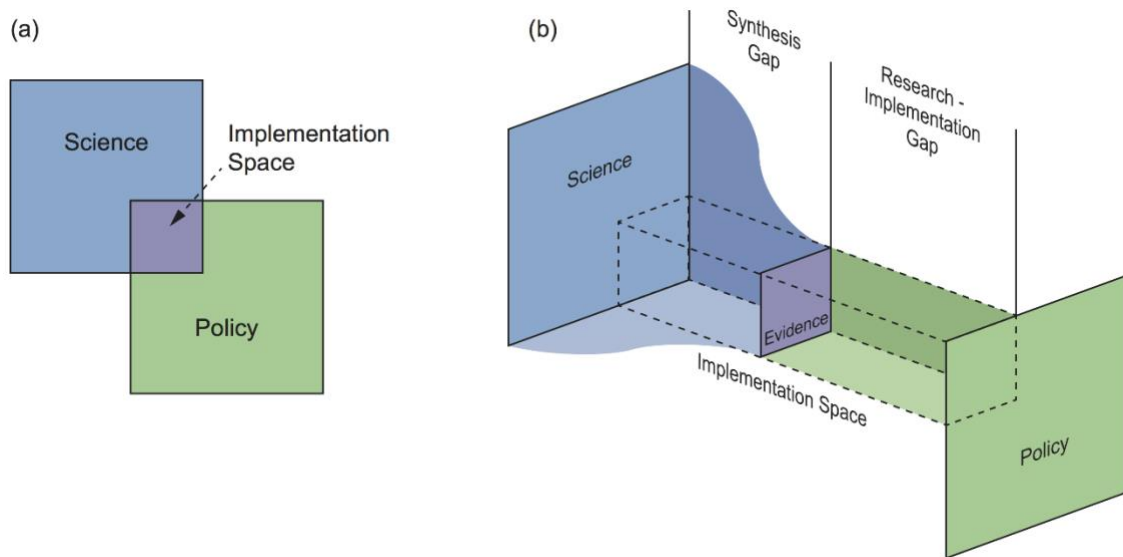 (a)
Science
Implementation
Space
Policy
(b)
Synthesis
Gap
Research -
Implementation
Gap
Science
Evidence
Implementation Space
Policy